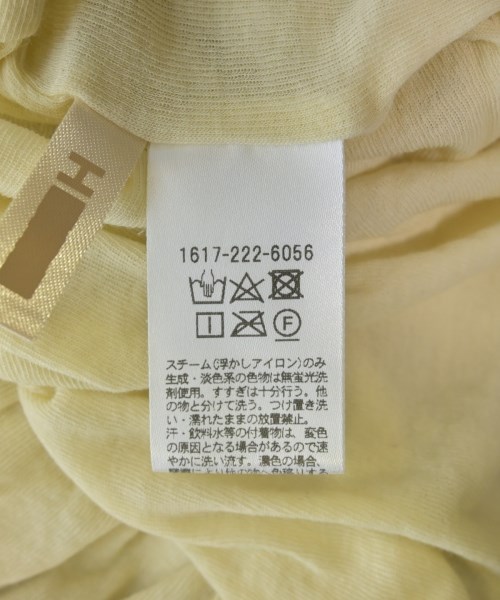 H
1617-222-6056
F
スチーム(浮かしアイロン)のみ
生成・淡色系の色物は無蛍光洗
剤使用。すすぎは十分行う。他
の物と分けて洗う。つけ置き洗
い・濡れたままの放置禁止。
汗・飲料水等の付着物は、変色
の原因となる場合があるので速
やかに洗い流す。濃色の場合、